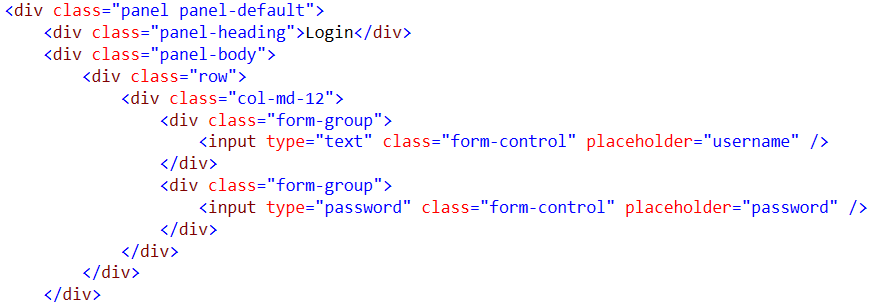 <div class="panel panel-default">
    <div class="panel-heading">Login</div>
    <div class="panel-body">
        <div class="row">
            <div class="col-md-12">
                <div class="form-group">
                    <input type="text" class="form-control" placeholder="username" />
                </div>
                <div class="form-group">
                    <input type="password" class="form-control" placeholder="password" />
                </div>
            </div>
        </div>
    </div>